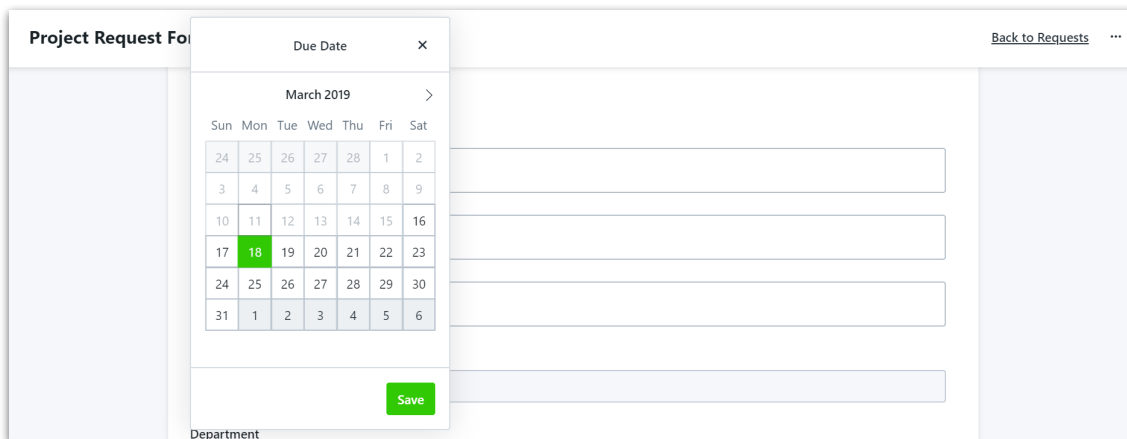 Project Request Fo
Due Date ×
Back to Requests ...
March 2019 >
Sun Mon Tue Wed Thu Fri Sat
24 25 26 27 28 1 2
3 4 5 6 7 8 9
10 11 12 13 14 15 16
17 18 19 20 21 22 23
24 25 26 27 28 29 30
31 1 2 3 4 5 6
Save
Department